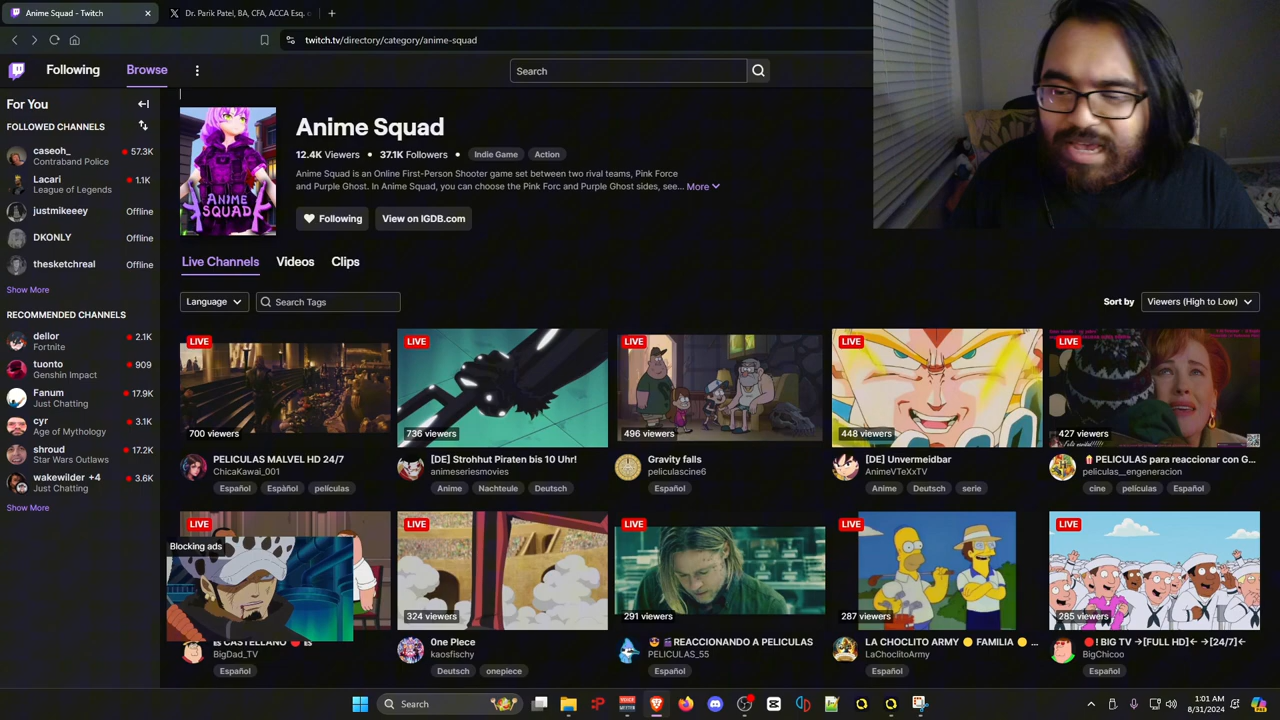 Anime Squad - Twitch
Dr. Parik Patel, BA, CFA, ACCA Esq.
twitch.tv/directory/category/anime-squad
Following
Browse
Search
For You
FOLLOWED CHANNELS
caseoh_
57.3K
Contraband Police
Lacari
1.1K
League of Legends
justmikeeey
Offline
DKONLY
Offline
thesketchreal
Offline
Show More
RECOMMENDED CHANNELS
dellor
2.1K
Fortnite
tuonto
909
Genshin Impact
Fanum
17.9K
Just Chatting
cyr
3.1K
Age of Mythology
shroud
17.2K
Star Wars Outlaws
wakewilder +4
3.6K
Just Chatting
Show More
ANIME
SQUAD
Anime Squad
12.4K Viewers • 37.1K Followers • Indie Game Action
Anime Squad is an Online First-Person Shooter game set between two rival teams, Pink Force
and Purple Ghost. In Anime Squad, you can choose the Pink Forc and Purple Ghost sides, see... More
Following
View on IGDB.com
Live Channels Videos Clips
Language
Search Tags
Sort by
Viewers (High to Low)
LIVE
700 viewers
PELICULAS MALVEL HD 24/7
ChicaKawai_001
Español Espàñol películas
LIVE
736 viewers
[DE] Strohhut Piraten bis 10 Uhr!
animeseriesmovies
Anime Nachteule Deutsch
LIVE
496 viewers
Gravity falls
peliculascine6
Español
LIVE
448 viewers
[DE] Unvermeidbar
AnimeVTeXxTV
Anime Deutsch serie
LIVE
427 viewers
PELICULAS para reaccionar con G...
peliculas__engeneracion
cine películas Español
LIVE
Blocking ads
BigDad_TV
Español
LIVE
324 viewers
0ne PIece
kaosfischy
Deutsch onepiece
LIVE
291 viewers
REACCIONANDO A PELICULAS
PELICULAS_55
Español
LIVE
287 viewers
LA CHOCLITO ARMY 🟡 FAMILIA 🟡 ...
LaChoclitoArmy
Español
LIVE
285 viewers
🔴! BIG TV →[FULL HD]← →[24/7]←
BigChicoo
Español
Search
1:01 AM
8/31/2024